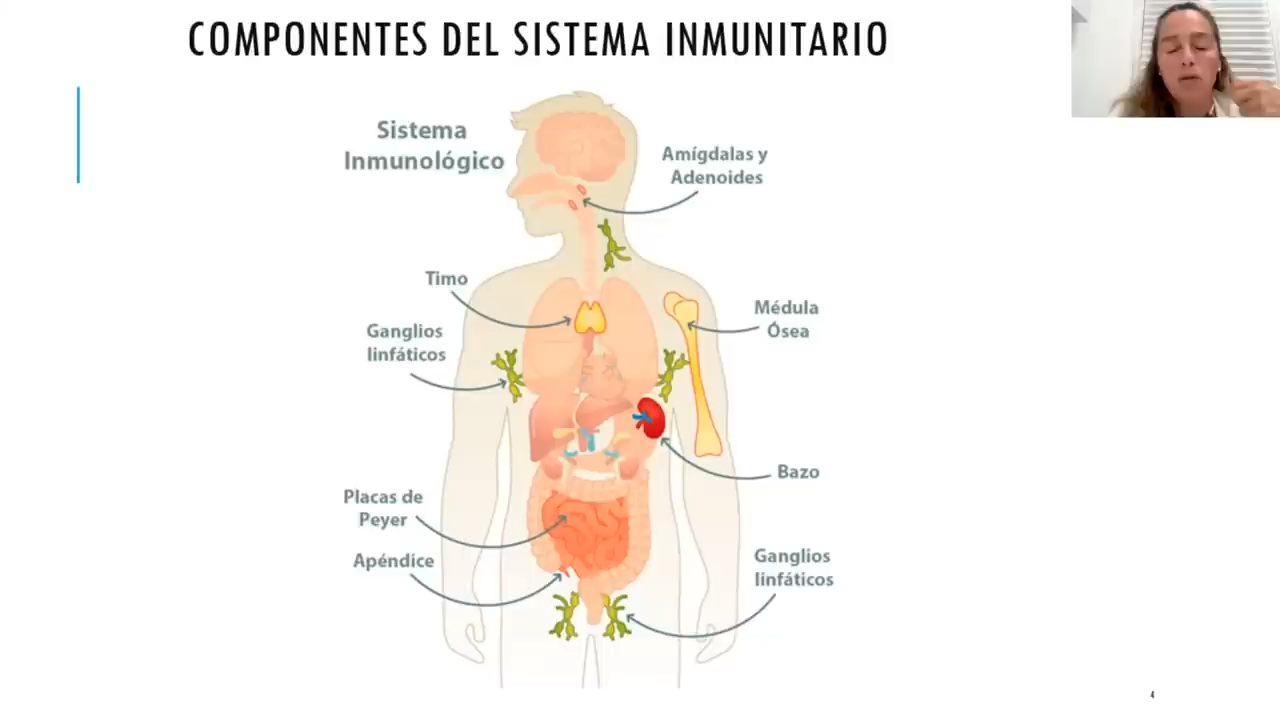 COMPONENTES DEL SISTEMA INMUNITARIO
Sistema
Inmunológico
Amígdalas y
Adenoides
Timo
Médula
Ósea
Ganglios
linfáticos
Bazo
Placas de
Peyer
Apéndice
Ganglios
linfáticos
4